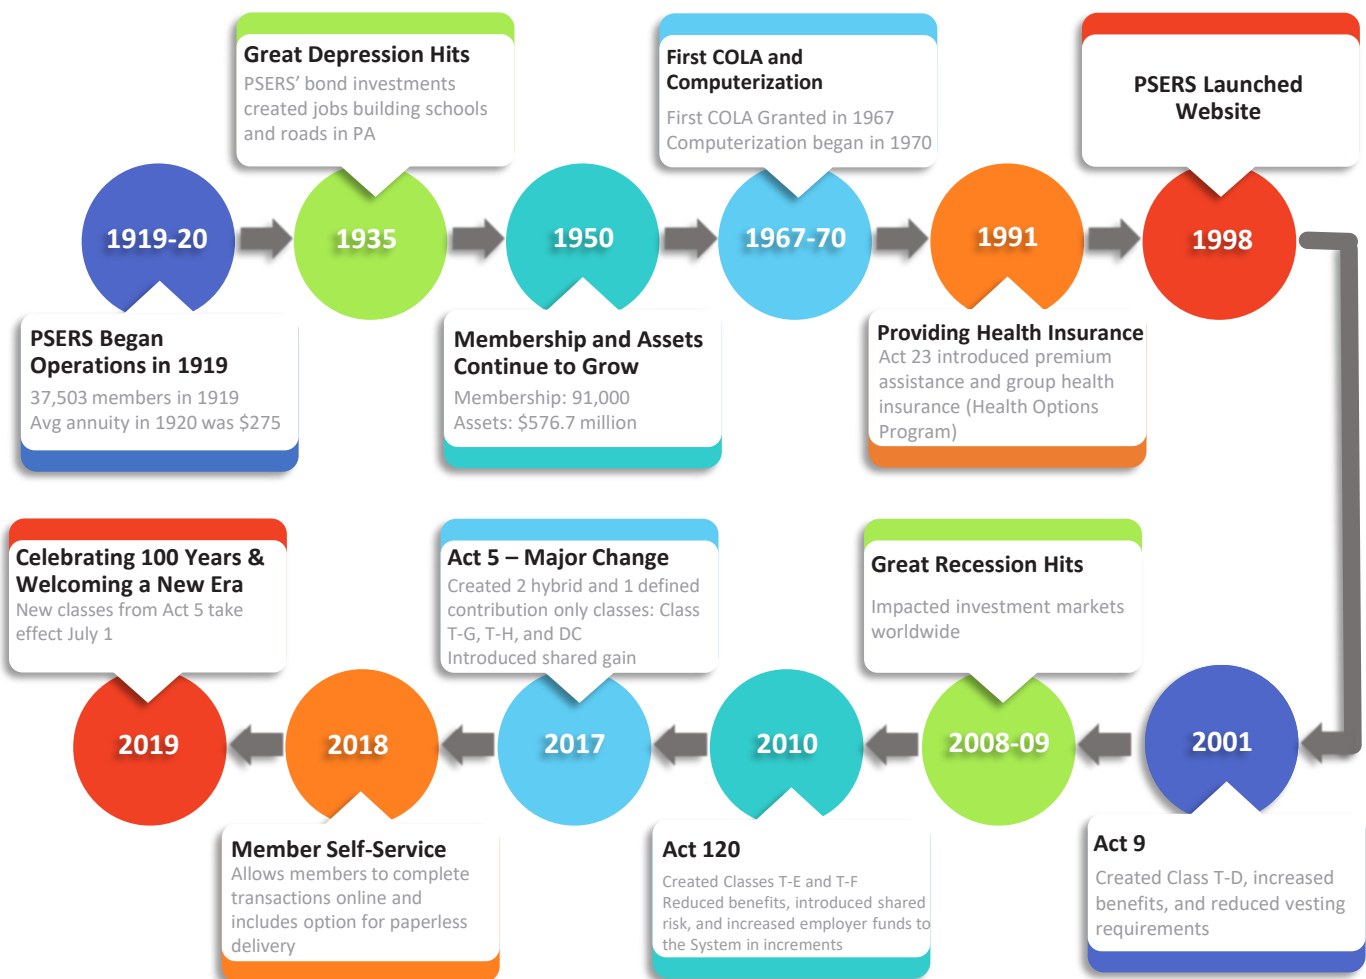 Great Depression Hits
PSERS' bond investments
created jobs building schools
and roads in PA
First COLA and
Computerization
First COLA Granted in 1967
Computerization began in 1970
PSERS Launched
Website
1919-20
1935
1950
1967-70
1991
1998
PSERS Began
Operations in 1919
37,503 members in 1919
Avg annuity in 1920 was $275
Membership and Assets
Continue to Grow
Membership: 91,000
Assets: $576.7 million
Providing Health Insurance
Act 23 introduced premium
assistance and group health
insurance (Health Options
Program)
Celebrating 100 Years &
Welcoming a New Era
New classes from Act 5 take
effect July 1
Act 5 – Major Change
Created 2 hybrid and 1 defined
contribution only classes: Class
T-G, T-H, and DC
Introduced shared gain
Great Recession Hits
Impacted investment markets
worldwide
2019
2018
2017
2010
2008-09
2001
Member Self-Service
Allows members to complete
transactions online and
includes option for paperless
delivery
Act 120
Created Classes T-E and T-F
Reduced benefits, introduced shared
risk, and increased employer funds to
the System in increments
Act 9
Created Class T-D, increased
benefits, and reduced vesting
requirements